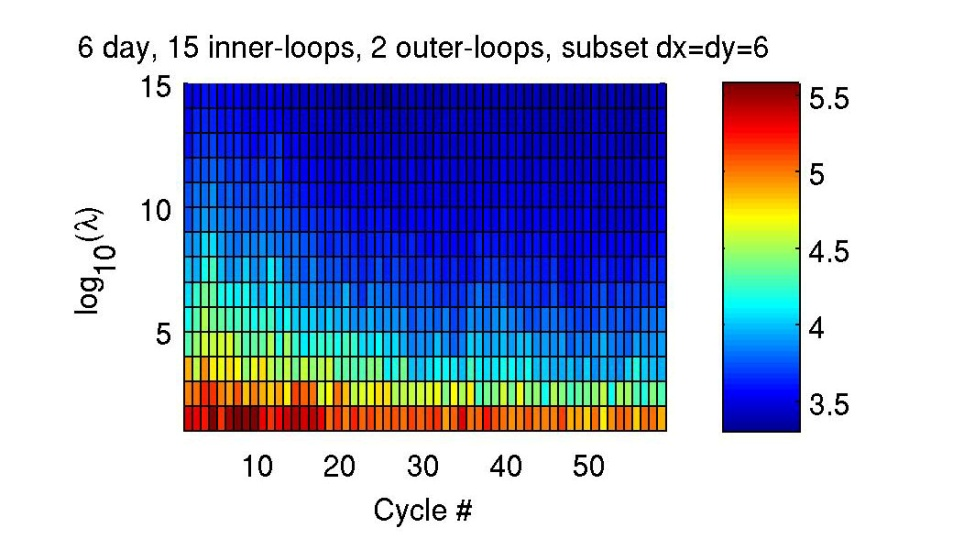 6 day, 15 inner-loops, 2 outer-loops, subset dx=dy=6
15
10
5
log10(λ)
10 20 30 40 50
Cycle #
5.5
5
4.5
4
3.5